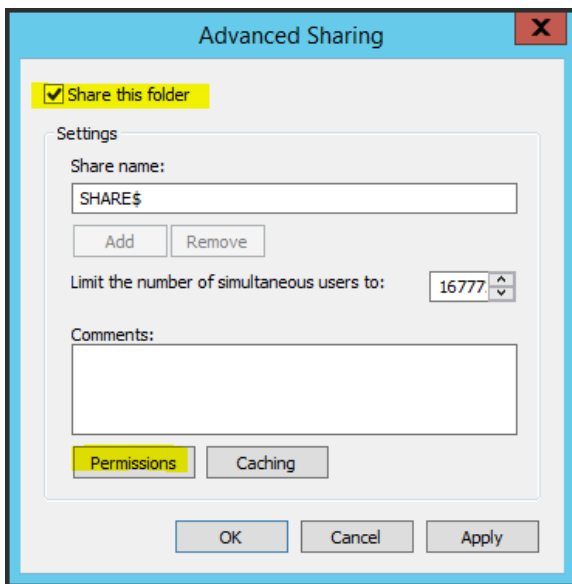 Advanced Sharing
X
Share this folder
Settings
Share name:
SHARE$
Add Remove
Limit the number of simultaneous users to: 16777
Comments:
Permissions Caching
OK Cancel Apply